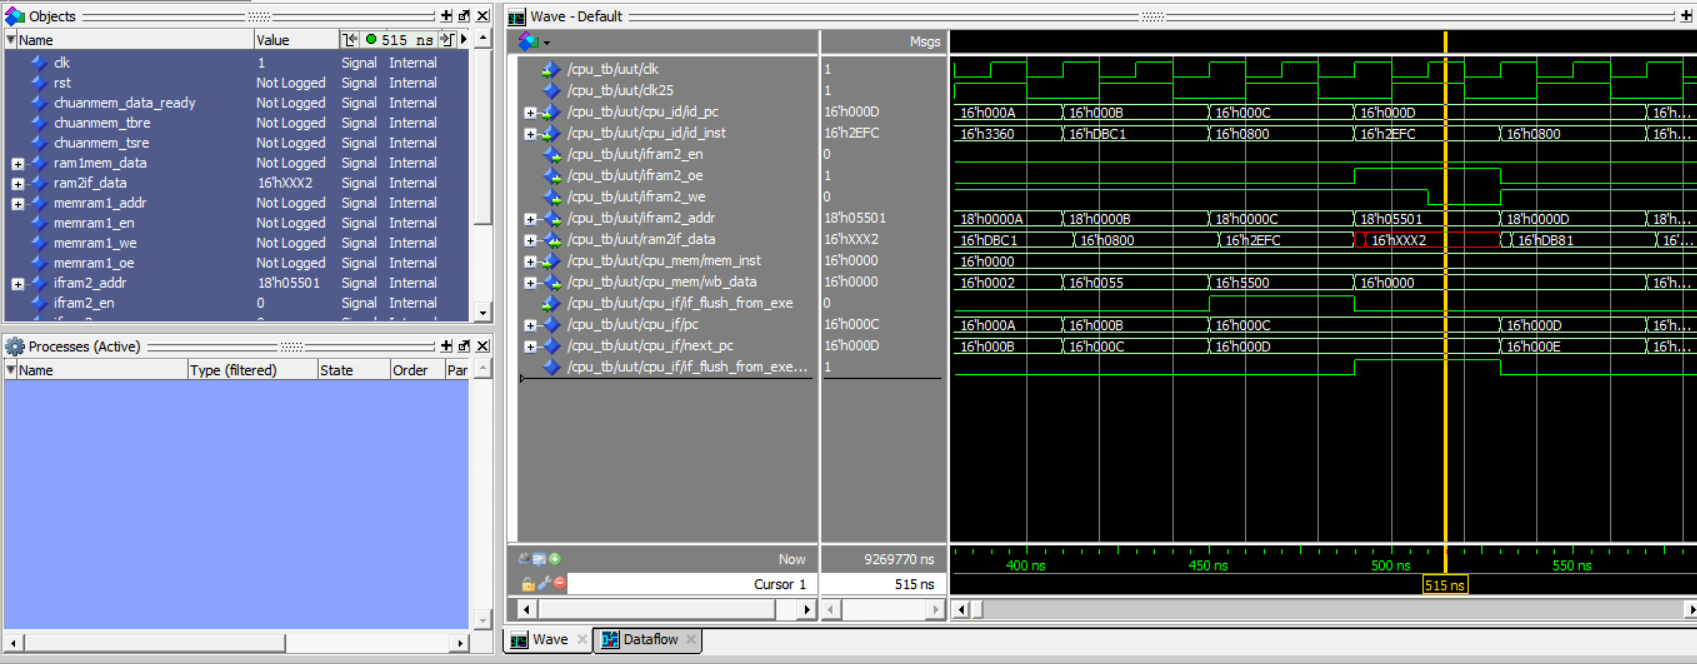 Objects
Name Value 515 ns
clk 1 Signal Internal
rst Not Logged Signal Internal
chuanmem_data_ready Not Logged Signal Internal
chuanmem_tbre Not Logged Signal Internal
chuanmem_tsre Not Logged Signal Internal
ram1mem_data Not Logged Signal Internal
ram2if_data 16'hXXX2 Signal Internal
memram1_addr Not Logged Signal Internal
memram1_en Not Logged Signal Internal
memram1_we Not Logged Signal Internal
memram1_oe Not Logged Signal Internal
ifram2_addr 18'h05501 Signal Internal
ifram2_en 0 Signal Internal
Processes (Active)
Name Type (filtered) State Order Par
Wave - Default
Msgs
/cpu_tb/uut/clk 1
/cpu_tb/uut/clk25 1
/cpu_tb/uut/cpu_id/id_pc 16'h000D 16'h000A 16'h000B 16'h000C 16'h000D 16'h...
/cpu_tb/uut/cpu_id/id_inst 16'h2EFC 16'h3360 16'hDBC1 16'h0800 16'h2EFC 16'h0800 16'h...
/cpu_tb/uut/ifram2_en 0
/cpu_tb/uut/ifram2_oe 1
/cpu_tb/uut/ifram2_we 0
/cpu_tb/uut/ifram2_addr 18'h05501 18'h0000A 18'h0000B 18'h0000C 18'h05501 18'h0000D 18'h...
/cpu_tb/uut/ram2if_data 16'hXXX2 16'hDBC1 16'h0800 16'h2EFC 16'hXXX2 16'hDB81 16'...
/cpu_tb/uut/cpu_mem/mem_inst 16'h0000 16'h0000
/cpu_tb/uut/cpu_mem/wb_data 16'h0000 16'h0002 16'h0055 16'h5500 16'h0000 16'h...
/cpu_tb/uut/cpu_if/if_flush_from_exe 0
/cpu_tb/uut/cpu_if/pc 16'h000C 16'h000A 16'h000B 16'h000C 16'h000D 16'h...
/cpu_tb/uut/cpu_if/next_pc 16'h000D 16'h000B 16'h000C 16'h000D 16'h000E 16'h...
/cpu_tb/uut/cpu_if/if_flush_from_exe... 1
Now 9269770 ns
400 ns 450 ns 500 ns 550 ns
Cursor 1 515 ns 515 ns
Wave Dataflow